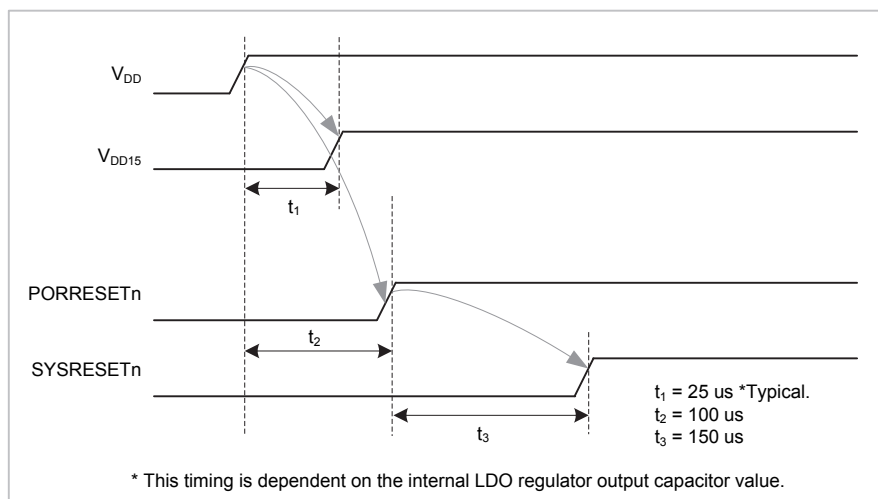 VDD
VDD15
t1
PORRESETn
t2
SYSRESETn
t3
t1 = 25 us *Typical.
t2 = 100 us
t3 = 150 us
* This timing is dependent on the internal LDO regulator output capacitor value.